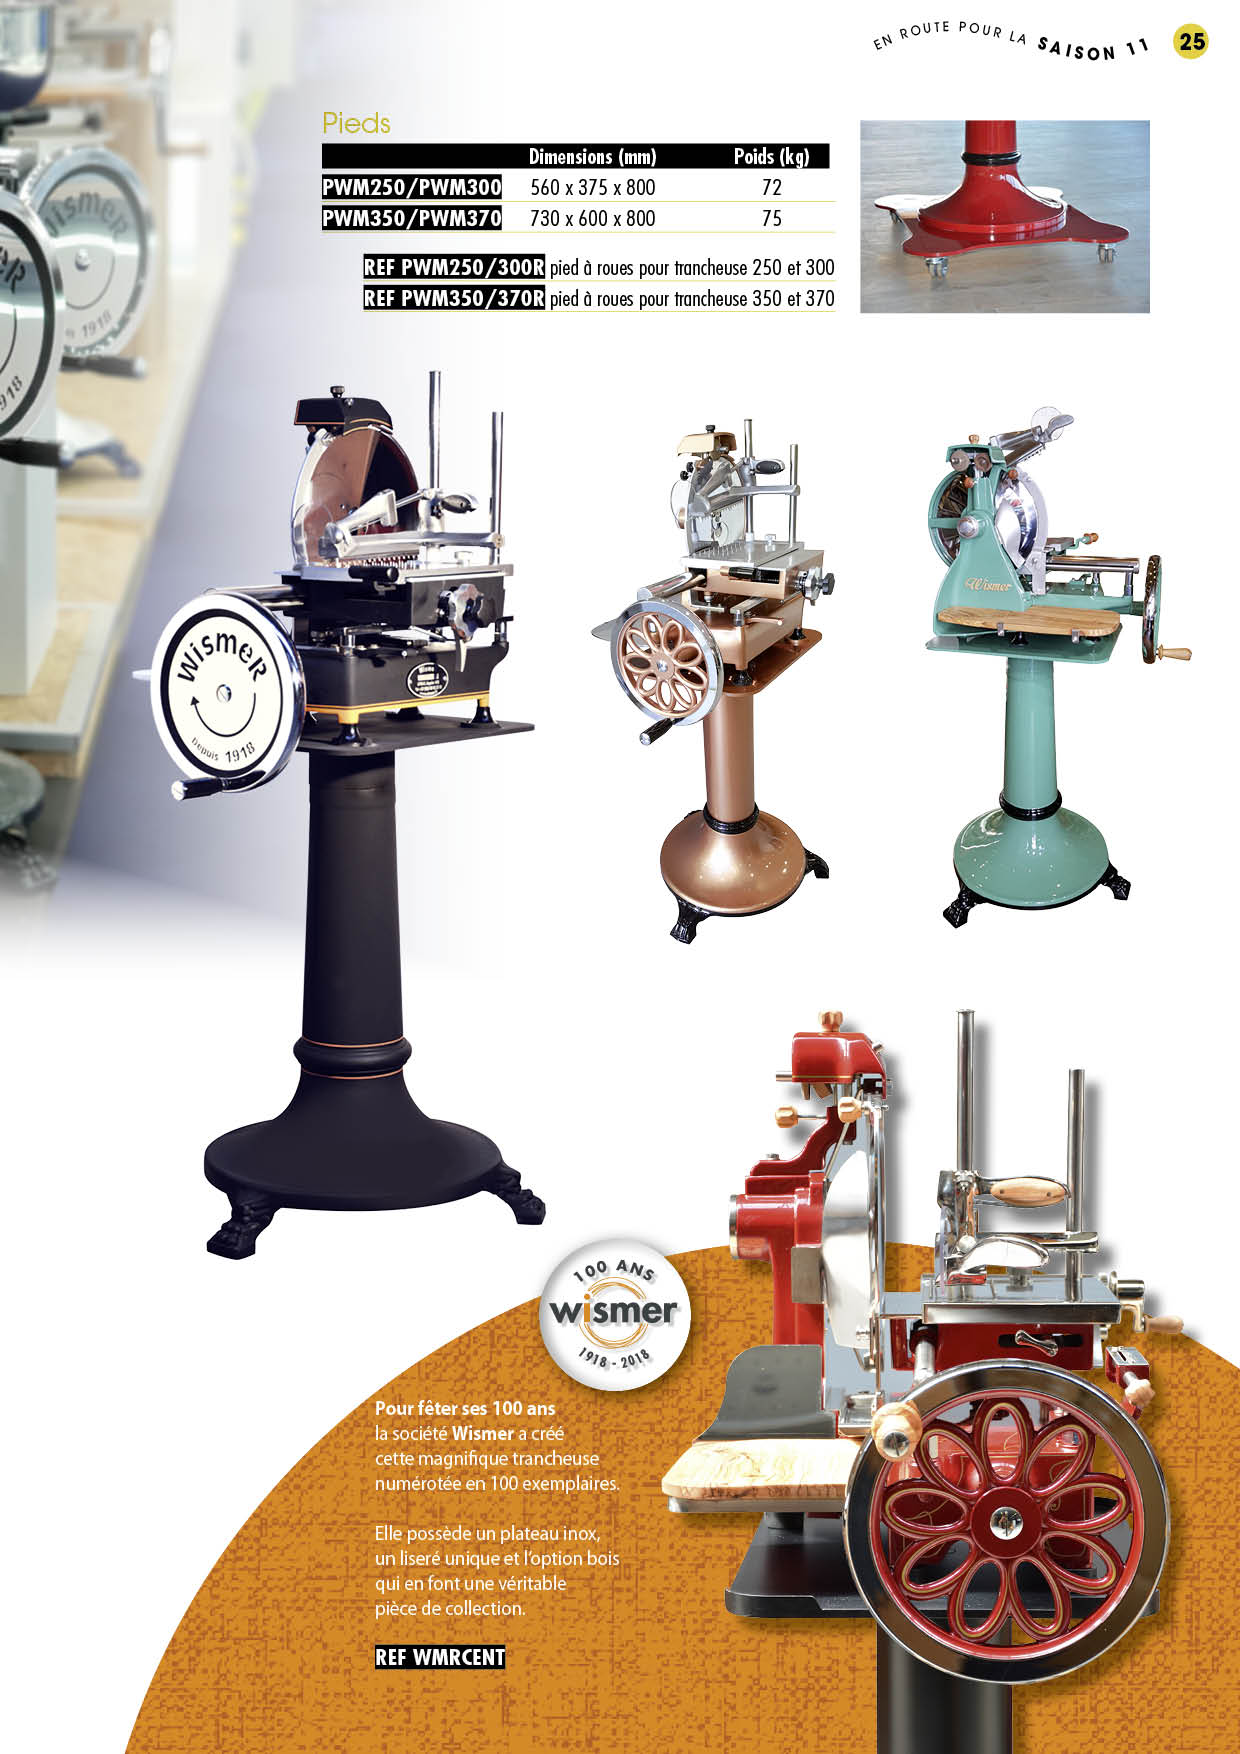 EN ROUTE POUR LA SAISON 11 25
Pieds
Dimensions (mm) Poids (kg)
PWM250/PWM300 560 x 375 x 800 72
PWM350/PWM370 730 x 600 x 800 75
REF PWM250/300R pied à roues pour trancheuse 250 et 300
REF PWM350/370R pied à roues pour trancheuse 350 et 370
wismeR
1918
wismeR
Depuis 1918
Wismer
100 ANS
wismer
1918 - 2018
Pour fêter ses 100 ans
la société Wismer a créé
cette magnifique trancheuse
numérotée en 100 exemplaires.
Elle possède un plateau inox,
un liseré unique et l'option bois
qui en font une véritable
pièce de collection.
REF WMRCENT